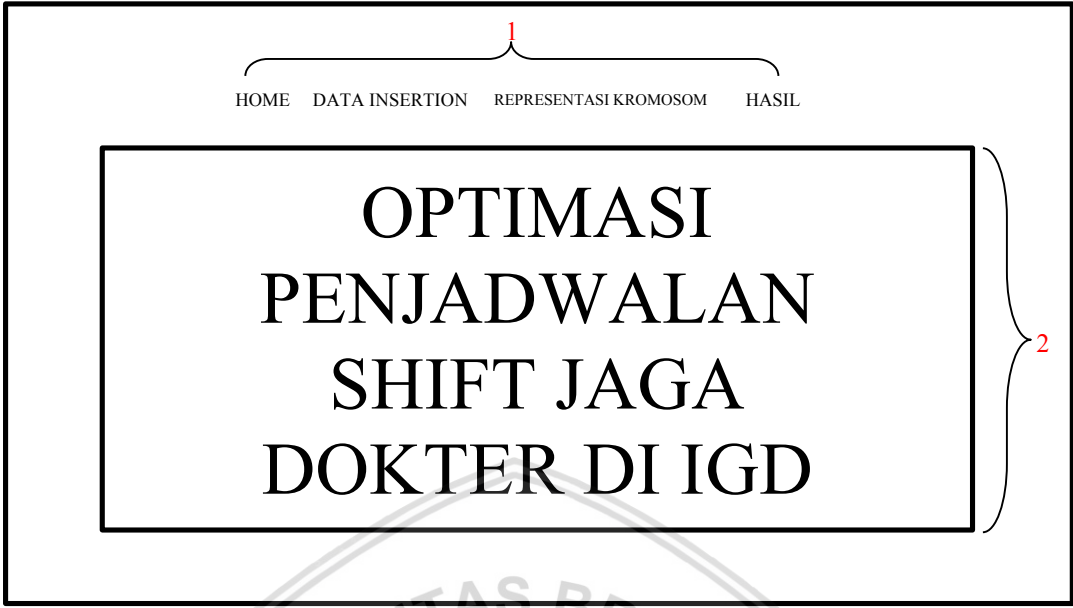 1
HOME DATA INSERTION REPRESENTASI KROMOSOM HASIL
OPTIMASI
PENJADWALAN
SHIFT JAGA
DOKTER DI IGD
2